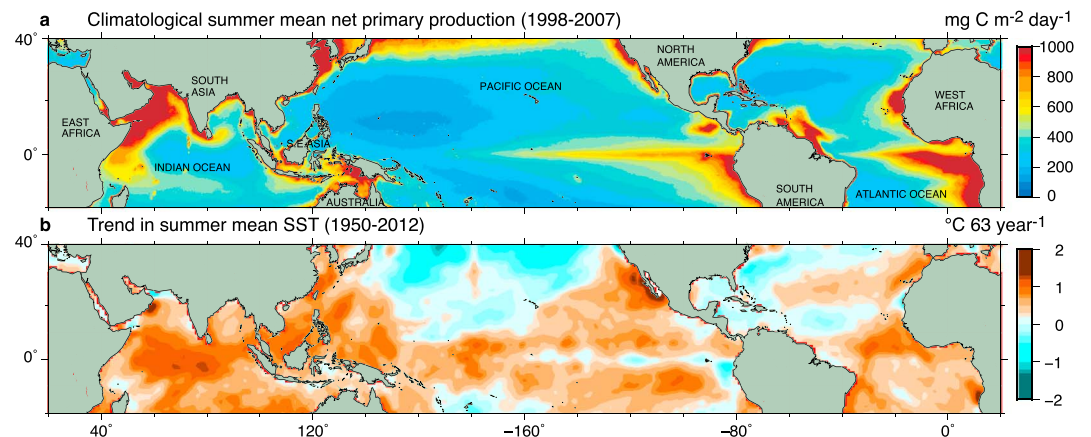 a Climatological summer mean net primary production (1998-2007) mg C m-2 day-1
40°
0°
EAST
AFRICA
SOUTH
ASIA
S.E ASIA
INDIAN OCEAN
AUSTRALIA
PACIFIC OCEAN
NORTH
AMERICA
SOUTH
AMERICA
ATLANTIC OCEAN
WEST
AFRICA
1000
800
600
400
200
0
b Trend in summer mean SST (1950-2012) °C 63 year-1
40°
0°
2
1
0
−1
−2
40° 120° −160° −80° 0°